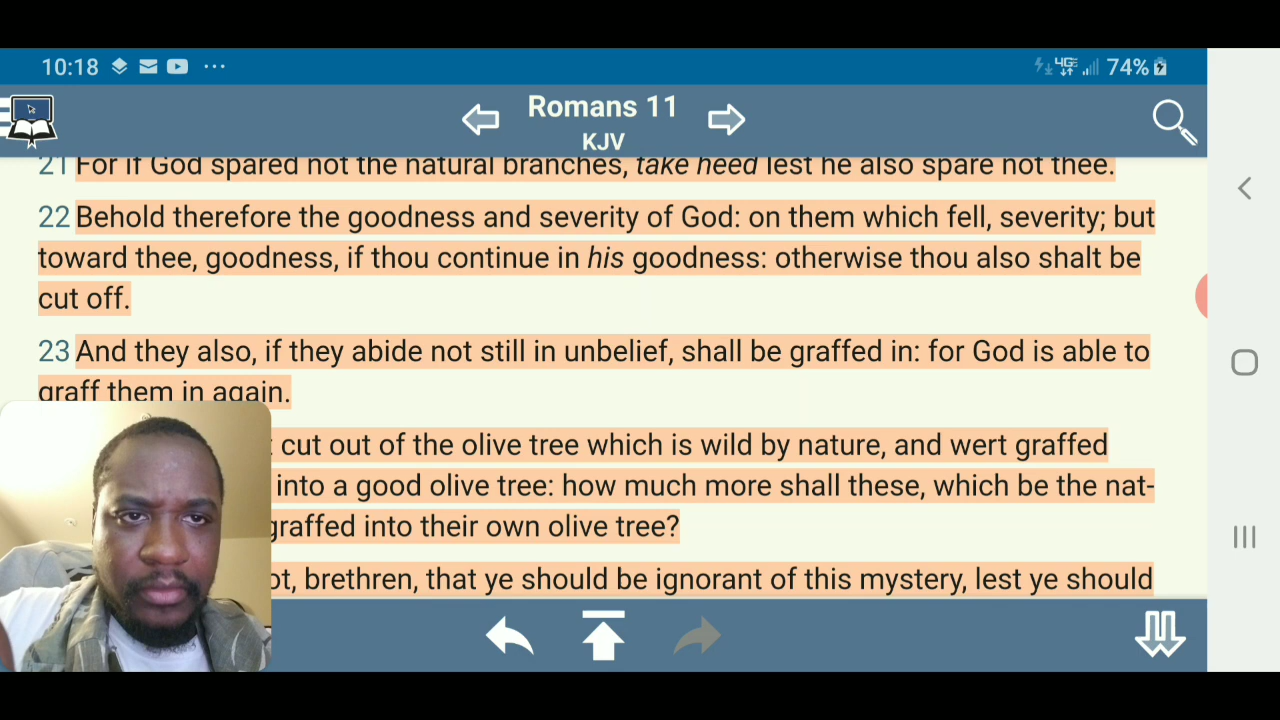 10:18 ... 4GE 74%
Romans 11
KJV
21 For if God spared not the natural branches, take heed lest he also spare not thee.
22 Behold therefore the goodness and severity of God: on them which fell, severity; but
toward thee, goodness, if thou continue in his goodness: otherwise thou also shalt be
cut off.
23 And they also, if they abide not still in unbelief, shall be graffed in: for God is able to
graff them in again.
cut out of the olive tree which is wild by nature, and wert graffed
into a good olive tree: how much more shall these, which be the nat-
graffed into their own olive tree?
ot, brethren, that ye should be ignorant of this mystery, lest ye should